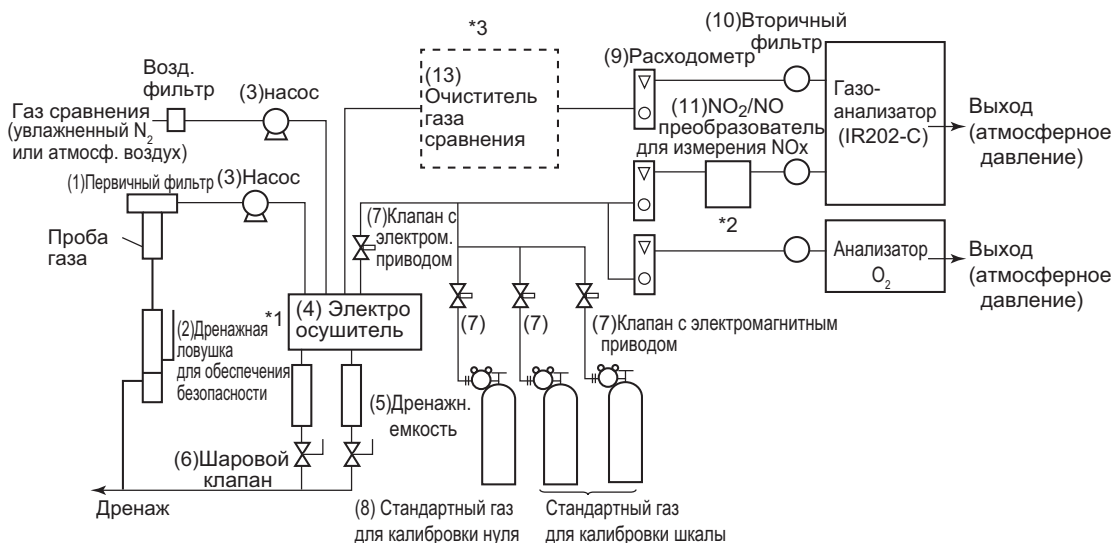 *3
(10)Вторичный
фильтр
(9)Расходометр
Возд.
фильтр
(3)насос
Газ сравнения
(увлажненный N2
или атмосф. воздух)
(13)
Очиститель
газа
сравнения
(11)NO2/NO
преобразователь
для измерения NOx
Газо-
анализатор
(IR202-C)
Выход
(атмосферное
давление)
(1)Первичный фильтр
(3)Насос
Проба
газа
(7)Клапан с
электром.
приводом
*2
Анализатор
O2
Выход
(атмосферное
давление)
(4) Электро
осушитель
*1
(2)Дренажная
ловушка
для обеспечения
безопасности
(7)
(7)
(7)Клапан с электромагнитным
приводом
(5)Дренажн.
емкость
(6)Шаровой
клапан
Дренаж
(8) Стандартный газ
для калибровки нуля
Стандартный газ
для калибровки шкалы